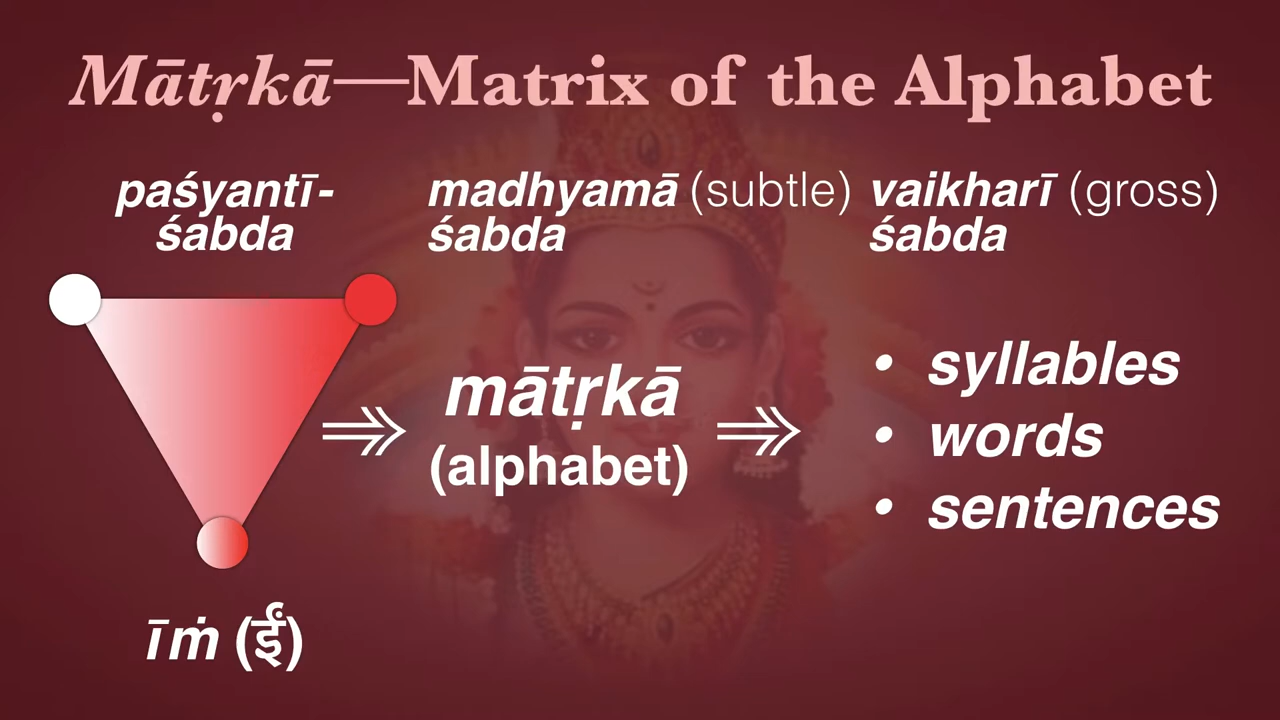 Mātṛkā—Matrix of the Alphabet
paśyantī-
śabda
madhyamā (subtle)
śabda
vaikharī (gross)
śabda
mātṛkā
(alphabet)
• syllables
• words
• sentences
īṁ (ईं)